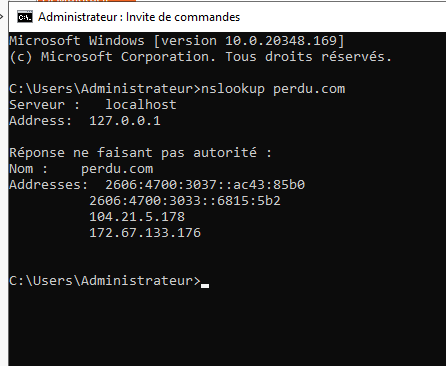 Administrateur : Invite de commandes
Microsoft Windows [version 10.0.20348.169]
(c) Microsoft Corporation. Tous droits réservés.
C:\Users\Administrateur>nslookup perdu.com
Serveur :   localhost
Address:  127.0.0.1
Réponse ne faisant pas autorité :
Nom :    perdu.com
Addresses:  2606:4700:3037::ac43:85b0
2606:4700:3033::6815:5b2
104.21.5.178
172.67.133.176
C:\Users\Administrateur>